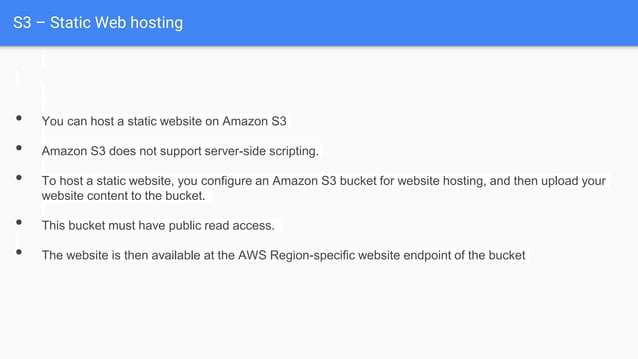 S3 – Static Web hosting
• You can host a static website on Amazon S3
• Amazon S3 does not support server-side scripting.
• To host a static website, you configure an Amazon S3 bucket for website hosting, and then upload your
website content to the bucket.
• This bucket must have public read access.
• The website is then available at the AWS Region-specific website endpoint of the bucket